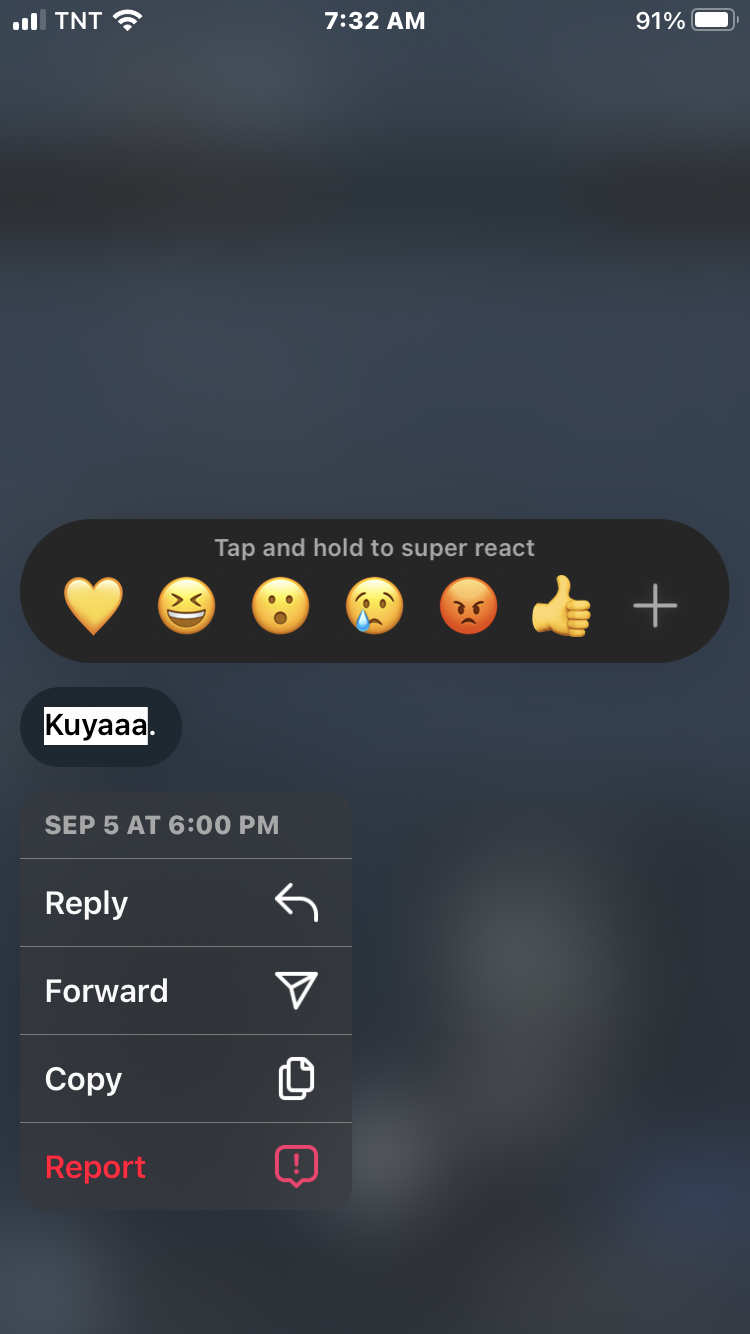 TNT 7:32 AM 91%
Tap and hold to super react
Kuyaaa.
SEP 5 AT 6:00 PM
Reply
Forward
Copy
Report